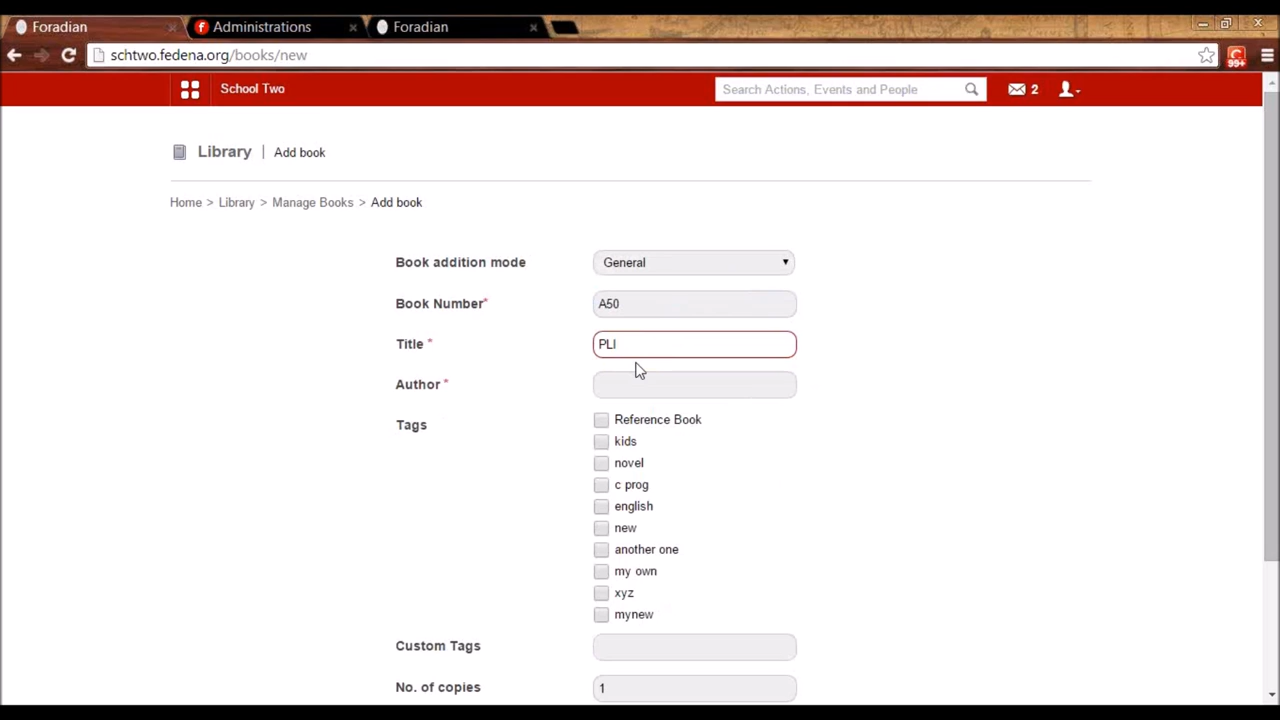 Foradian
Administrations
Foradian
schtwo.fedena.org/books/new
99+
School Two
Search Actions, Events and People
2
Library | Add book
Home > Library > Manage Books > Add book
Book addition mode General
Book Number* A50
Title * PLI
Author *
Tags
Reference Book
kids
novel
c prog
english
new
another one
my own
xyz
mynew
Custom Tags
No. of copies 1